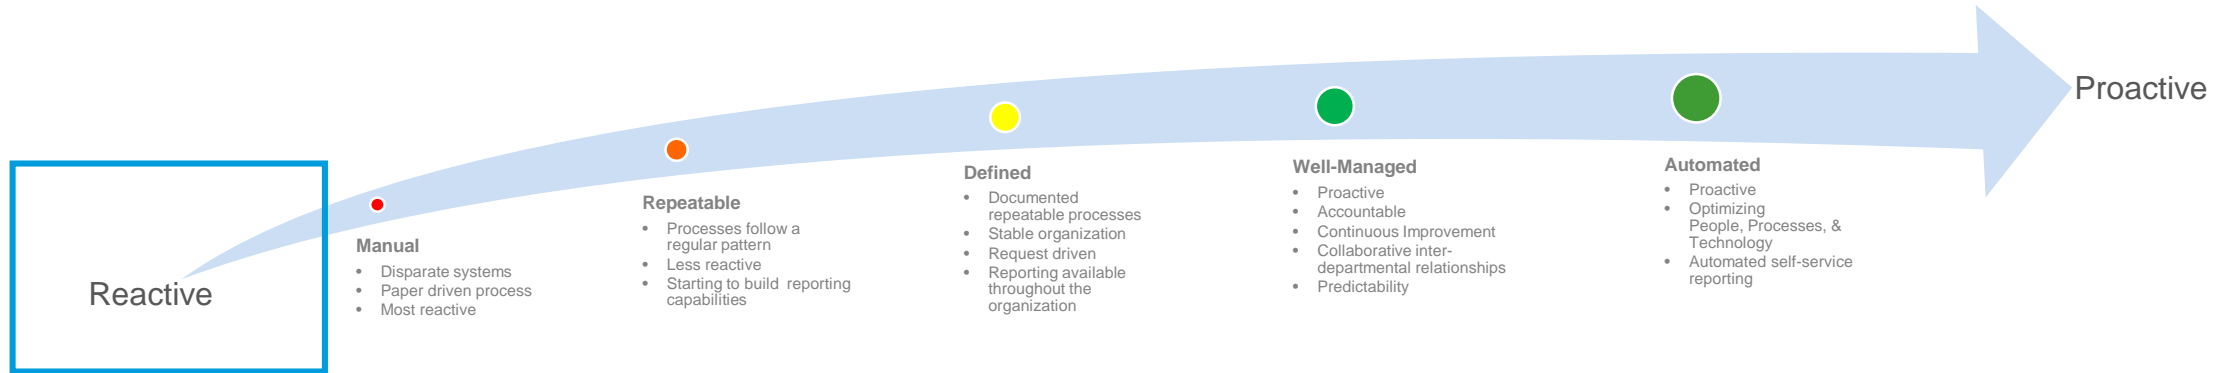 Reactive
Manual
• Disparate systems
• Paper driven process
• Most reactive
Repeatable
• Processes follow a
regular pattern
• Less reactive
• Starting to build  reporting
capabilities
Defined
• Documented
repeatable processes
• Stable organization
• Request driven
• Reporting available
throughout the
organization
Well-Managed
• Proactive
• Accountable
• Continuous Improvement
• Collaborative inter-
departmental relationships
• Predictability
Automated
• Proactive
• Optimizing
People, Processes, &
Technology
• Automated self-service
reporting
Proactive